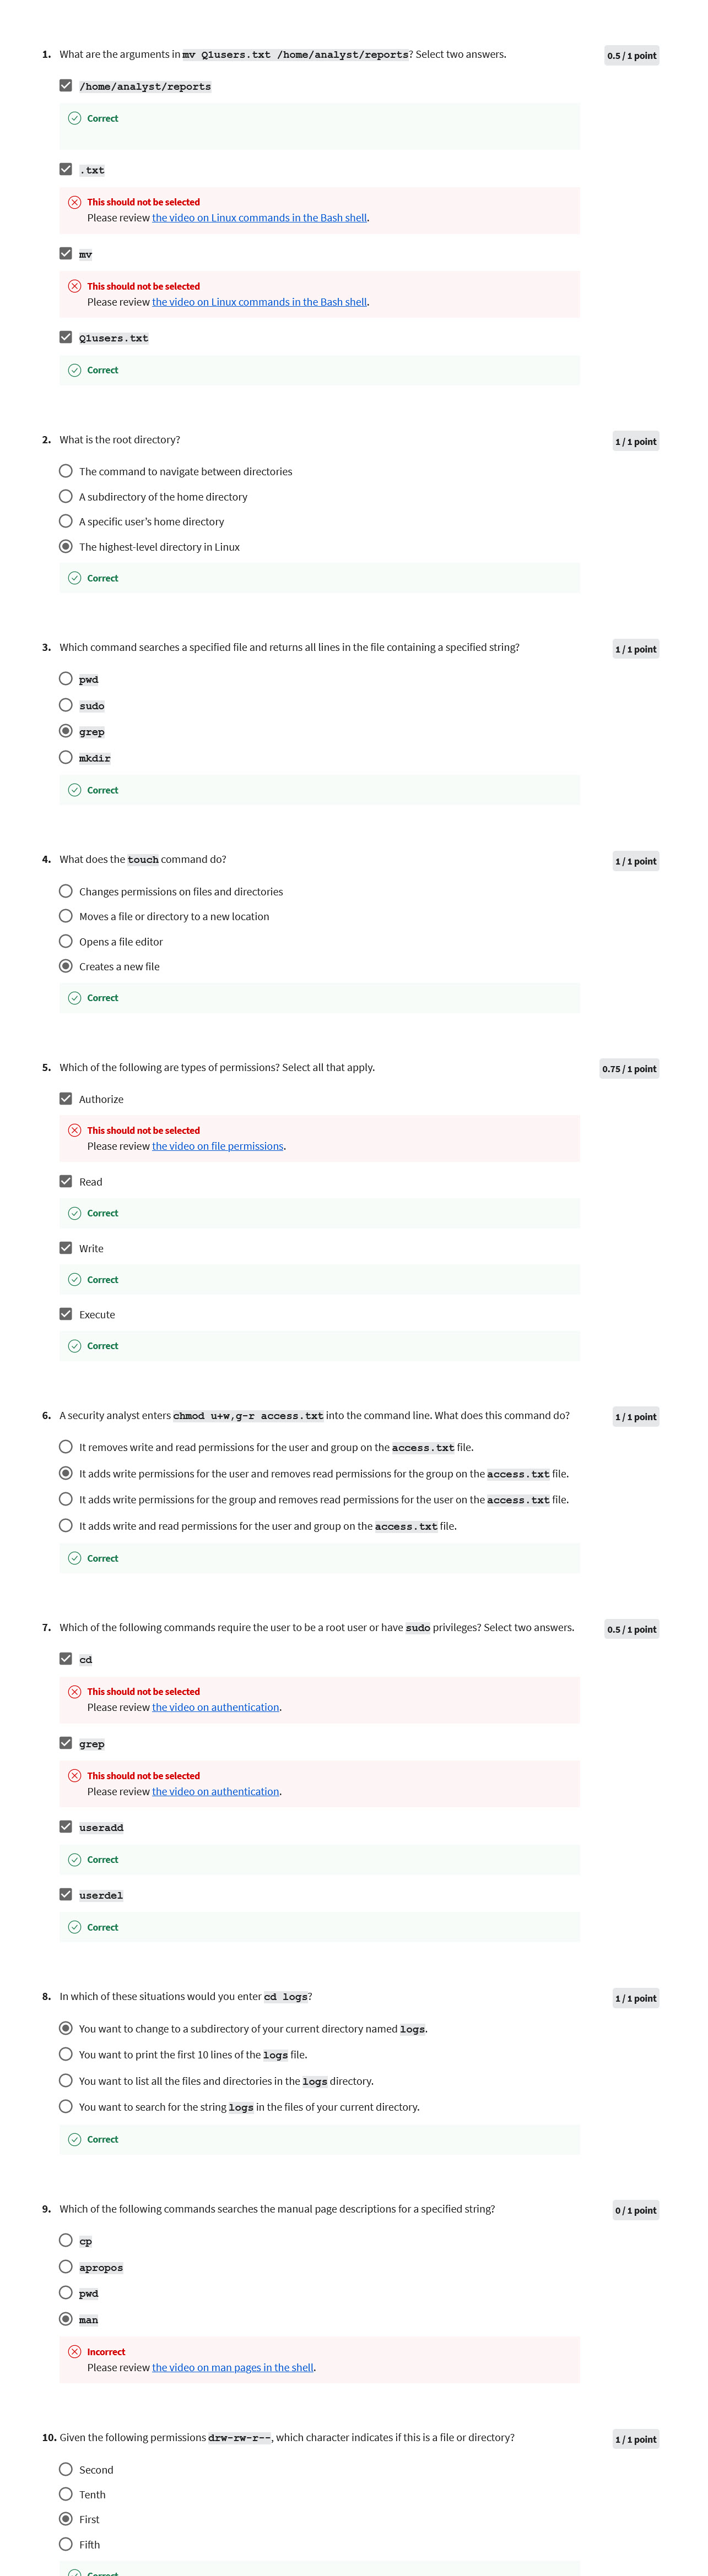 1. What are the arguments in mv Q1users.txt /home/analyst/reports? Select two answers.
0.5 / 1 point
/home/analyst/reports
Correct
.txt
This should not be selected
Please review the video on Linux commands in the Bash shell.
mv
This should not be selected
Please review the video on Linux commands in the Bash shell.
Q1users.txt
Correct
2. What is the root directory?
1 / 1 point
The command to navigate between directories
A subdirectory of the home directory
A specific user's home directory
The highest-level directory in Linux
Correct
3. Which command searches a specified file and returns all lines in the file containing a specified string?
1 / 1 point
pwd
sudo
grep
mkdir
Correct
4. What does the touch command do?
1 / 1 point
Changes permissions on files and directories
Moves a file or directory to a new location
Opens a file editor
Creates a new file
Correct
5. Which of the following are types of permissions? Select all that apply.
0.75 / 1 point
Authorize
This should not be selected
Please review the video on file permissions.
Read
Correct
Write
Correct
Execute
Correct
6. A security analyst enters chmod u+w,g-r access.txt into the command line. What does this command do?
1 / 1 point
It removes write and read permissions for the user and group on the access.txt file.
It adds write permissions for the user and removes read permissions for the group on the access.txt file.
It adds write permissions for the group and removes read permissions for the user on the access.txt file.
It adds write and read permissions for the user and group on the access.txt file.
Correct
7. Which of the following commands require the user to be a root user or have sudo privileges? Select two answers.
0.5 / 1 point
cd
This should not be selected
Please review the video on authentication.
grep
This should not be selected
Please review the video on authentication.
useradd
Correct
userdel
Correct
8. In which of these situations would you enter cd logs?
1 / 1 point
You want to change to a subdirectory of your current directory named logs.
You want to print the first 10 lines of the logs file.
You want to list all the files and directories in the logs directory.
You want to search for the string logs in the files of your current directory.
Correct
9. Which of the following commands searches the manual page descriptions for a specified string?
0 / 1 point
cp
apropos
pwd
man
Incorrect
Please review the video on man pages in the shell.
10. Given the following permissions drw-rw-r--, which character indicates if this is a file or directory?
1 / 1 point
Second
Tenth
First
Fifth
Correct